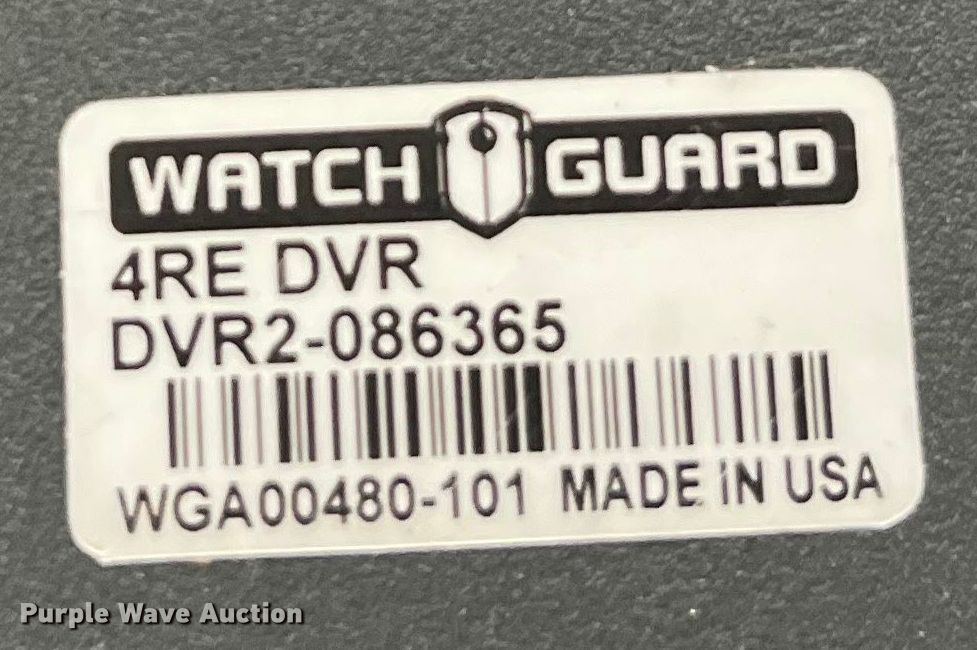 WATCH GUARD
4RE DVR
DVR2-086365
WGA00480-101 MADE iN USA
Purple Wave Auction